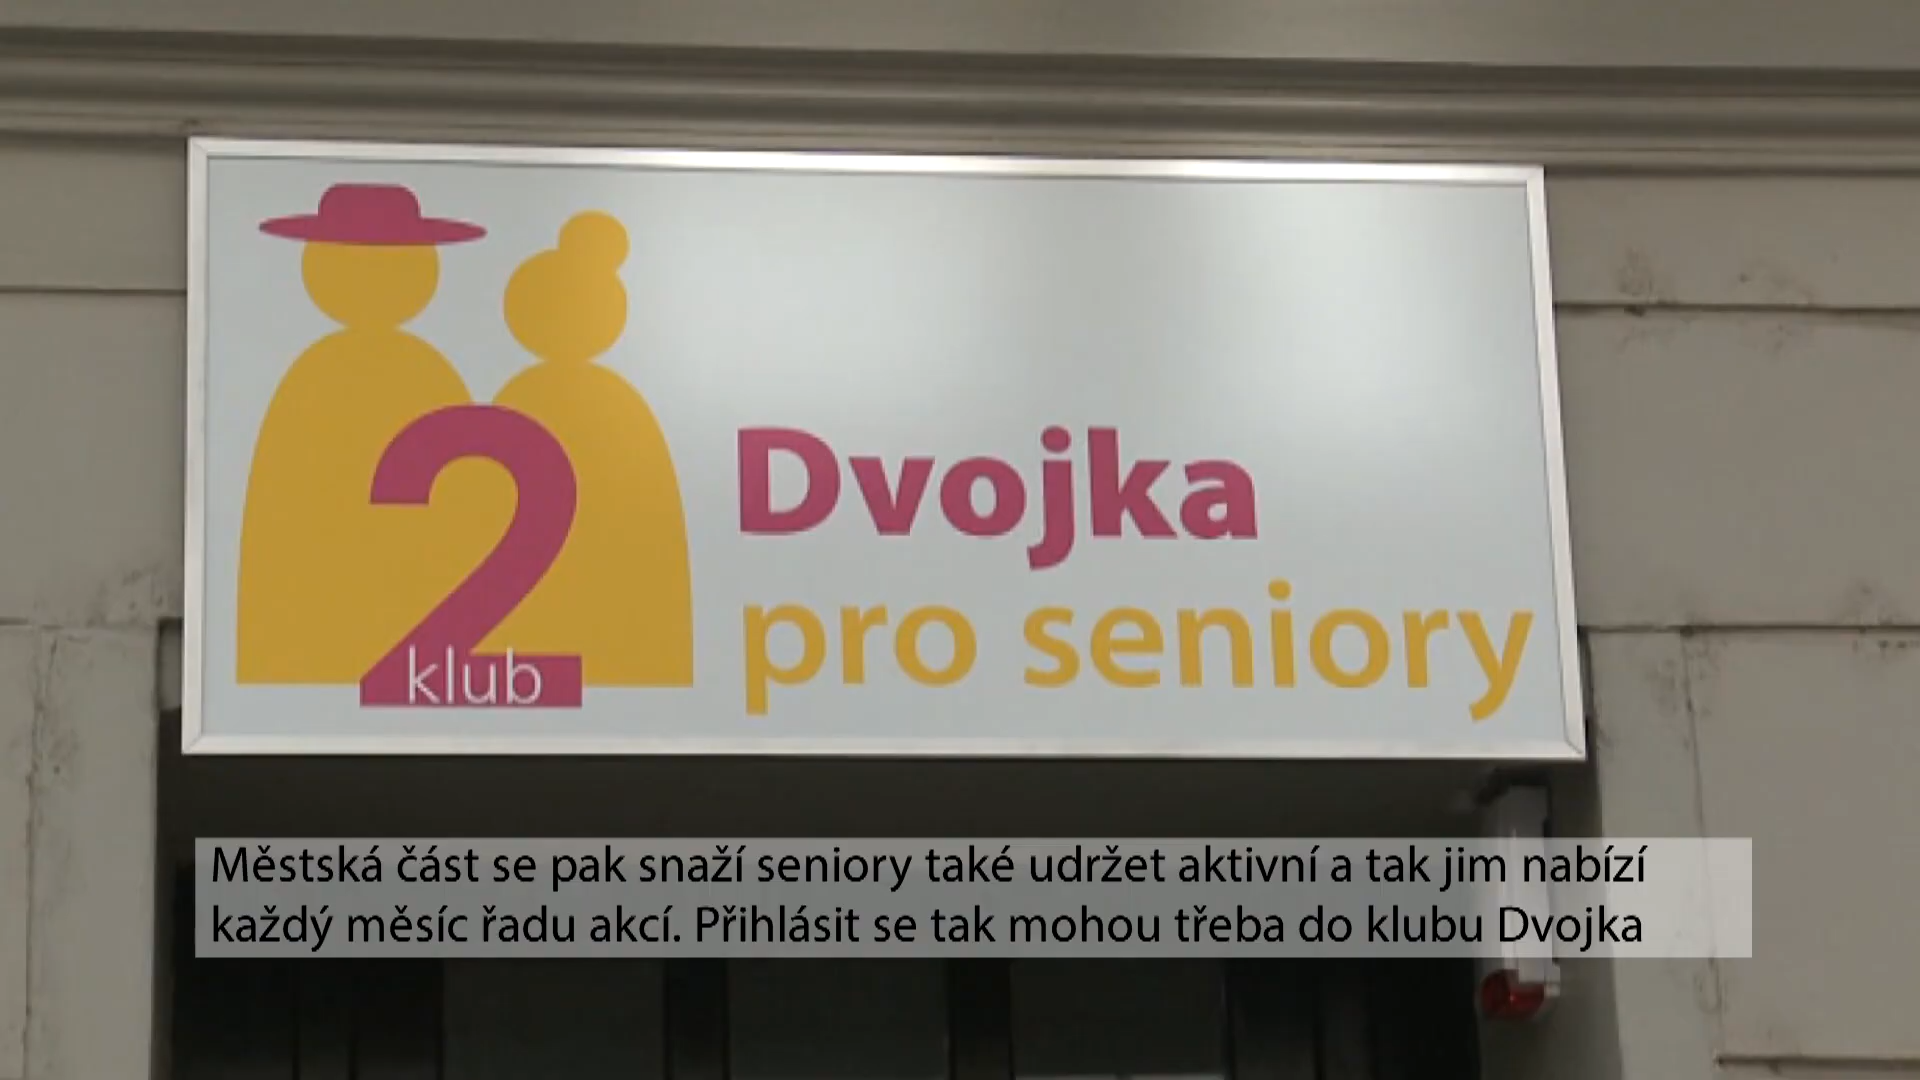 2
klub
Dvojka
pro seniory
Městská část se pak snaží seniory také udržet aktivní a tak jim nabízí
každý měsíc řadu akcí. Přihlásit se tak mohou třeba do klubu Dvojka